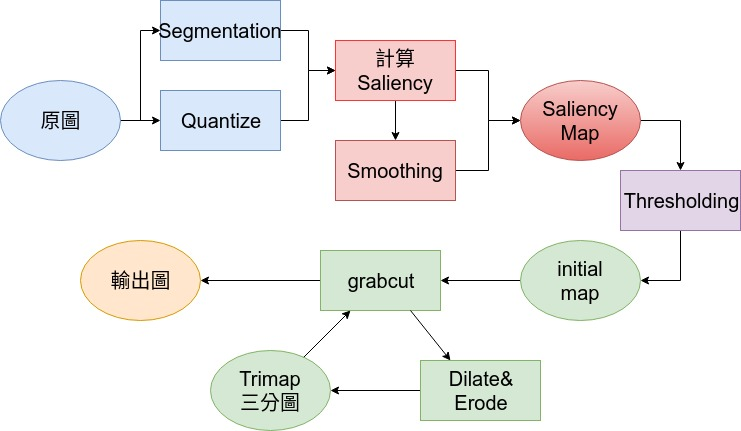 Segmentation
原圖
Quantize
計算
Saliency
Smoothing
Saliency
Map
Thresholding
initial
map
grabcut
輸出圖
Dilate&
Erode
Trimap
三分圖